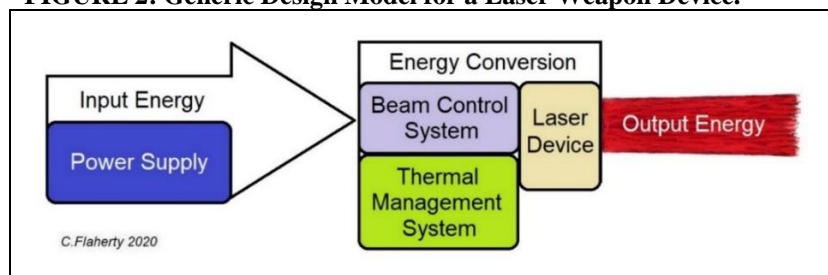 FIGURE 2: Generic Design Model for a Laser Weapon Device.
Input Energy
Power Supply
Energy Conversion
Beam Control
System
Laser
Device
Thermal
Management
System
Output Energy
C.Flaherty 2020